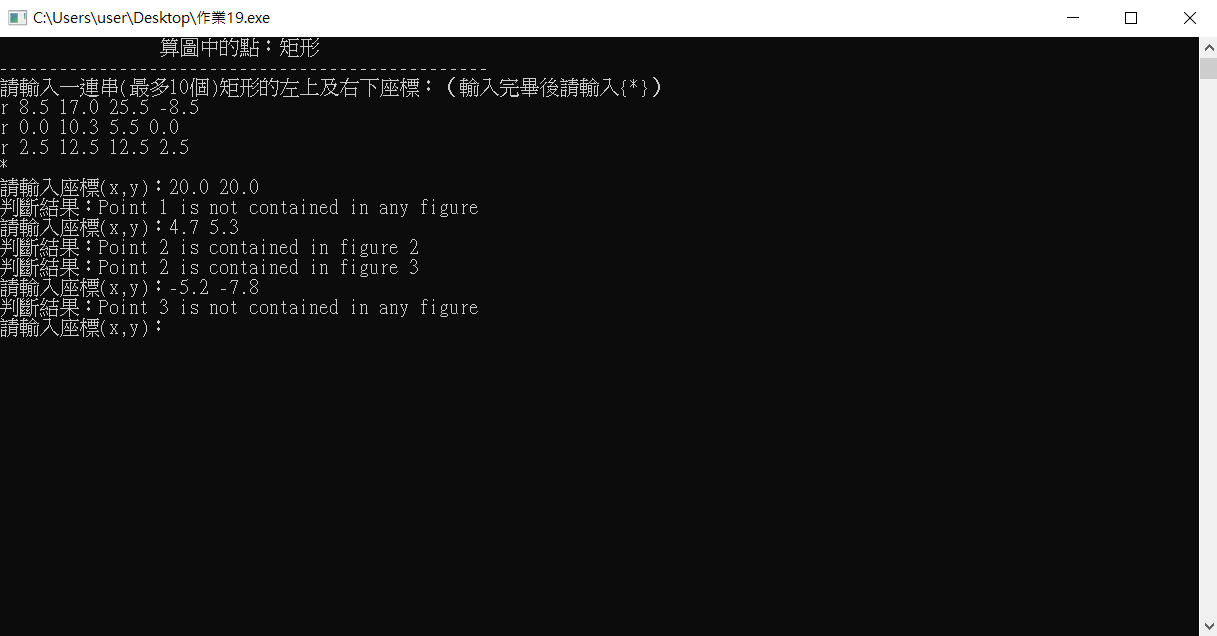 C:\Users\user\Desktop\作業19.exe
算圖中的點：矩形
-------------------------------------------------
請輸入一連串(最多10個)矩形的左上及右下座標：（輸入完畢後請輸入{*}）
r 8.5 17.0 25.5 -8.5
r 0.0 10.3 5.5 0.0
r 2.5 12.5 12.5 2.5
*
請輸入座標(x,y)：20.0 20.0
判斷結果：Point 1 is not contained in any figure
請輸入座標(x,y)：4.7 5.3
判斷結果：Point 2 is contained in figure 2
判斷結果：Point 2 is contained in figure 3
請輸入座標(x,y)：-5.2 -7.8
判斷結果：Point 3 is not contained in any figure
請輸入座標(x,y)：